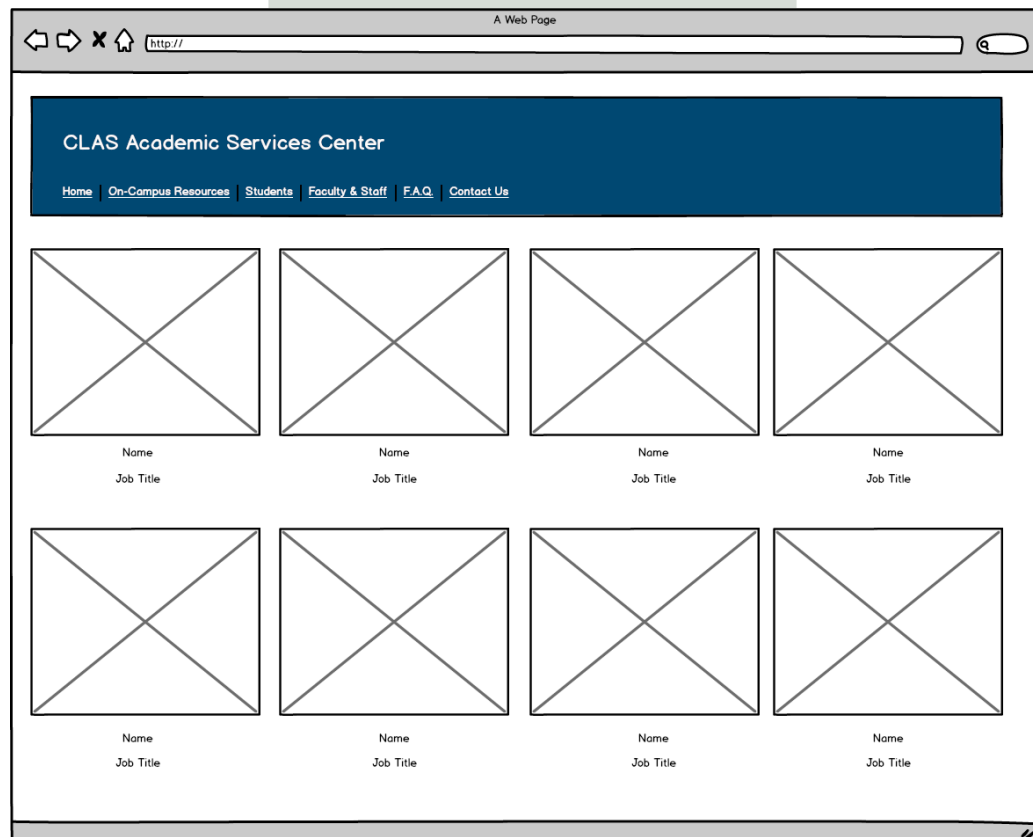 A Web Page
http://
CLAS Academic Services Center
Home | On-Campus Resources | Students | Faculty & Staff | F.A.Q. | Contact Us
Name Name Name Name
Job Title Job Title Job Title Job Title
Name Name Name Name
Job Title Job Title Job Title Job Title